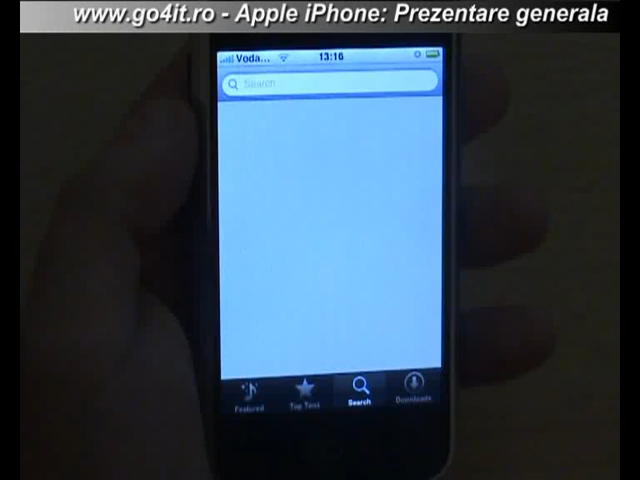 www.go4it.ro - Apple iPhone: Prezentare generala
Voda... 13:16
Search
Featured Top Tens Search Downloads